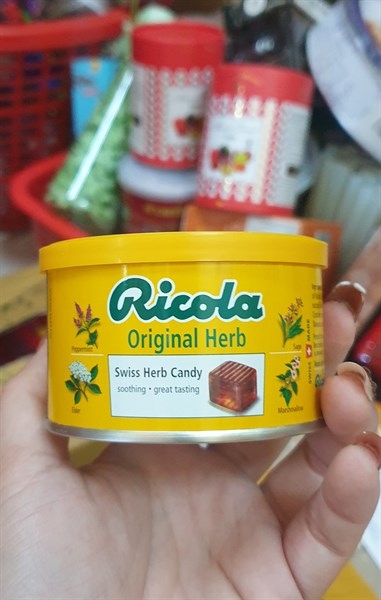 Ricola
Original Herb
Peppermint
Sage
Swiss Herb Candy
soothing • great tasting
Elder
Marshmallow